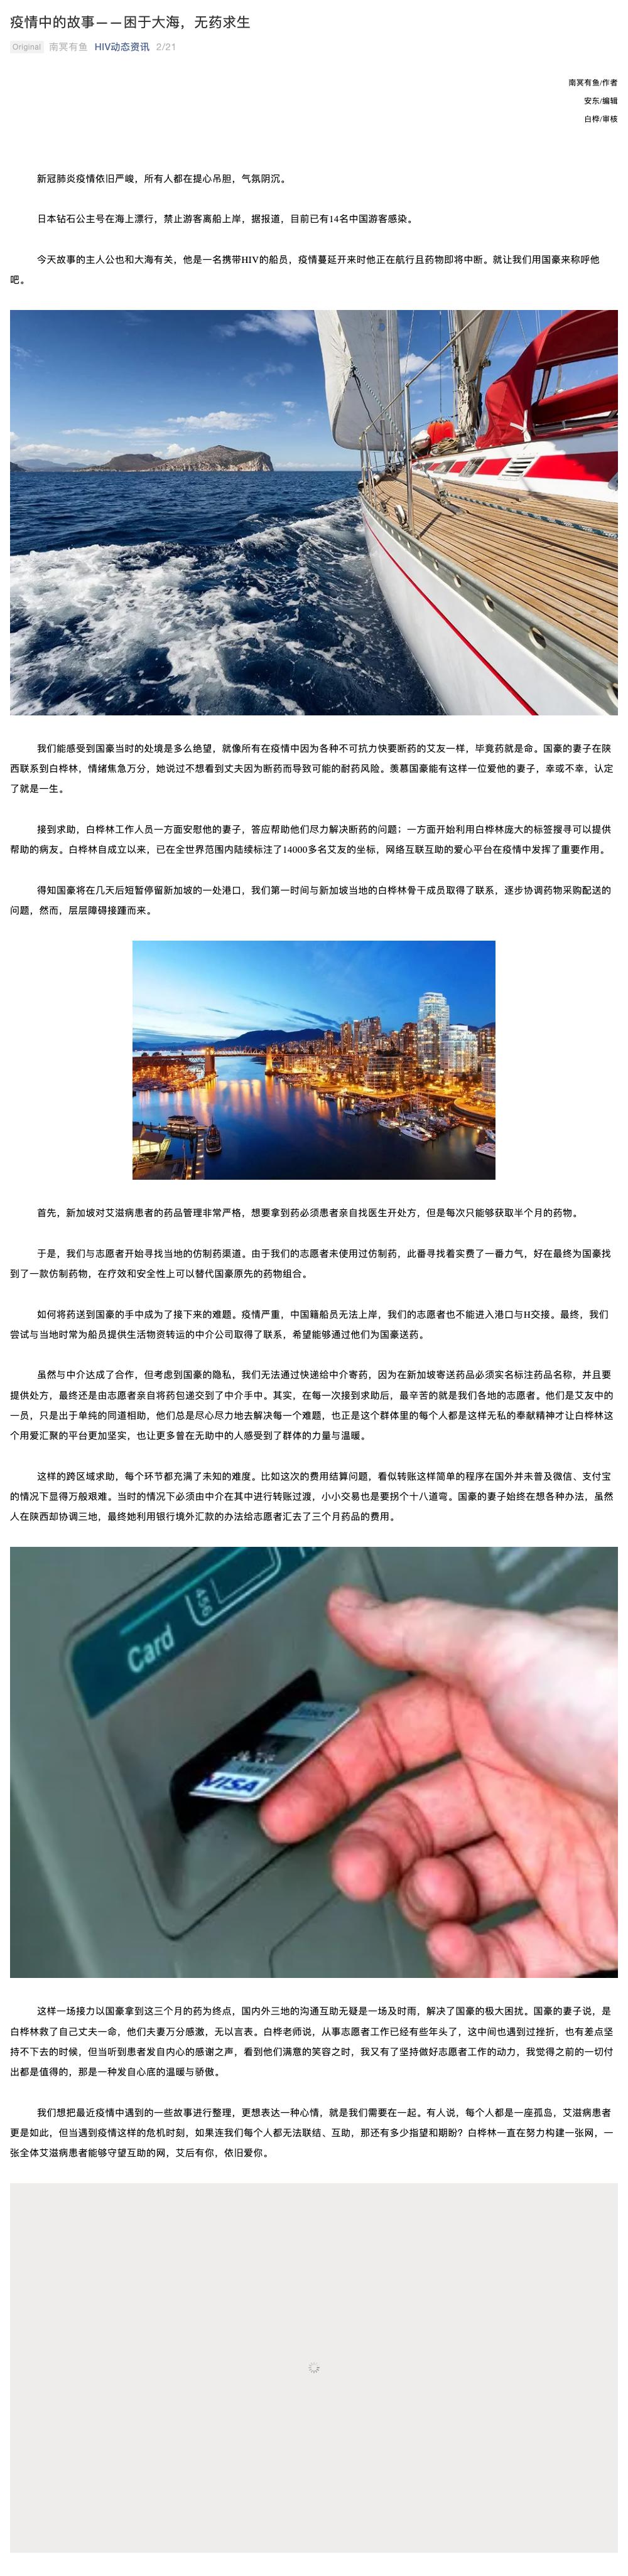 疫情中的故事——困于大海，无药求生
Original 南冥有鱼 HIV动态资讯 2/21
南冥有鱼/作者
安东/编辑
白桦/审核
新冠肺炎疫情依旧严峻，所有人都在提心吊胆，气氛阴沉。
日本钻石公主号在海上漂行，禁止游客离船上岸，据报道，目前已有14名中国游客感染。
今天故事的主人公也和大海有关，他是一名携带HIV的船员，疫情蔓延开来时他正在航行且药物即将中断。就让我们用国豪来称呼他
吧。
我们能感受到国豪当时的处境是多么绝望，就像所有在疫情中因为各种不可抗力快要断药的艾友一样，毕竟药就是命。国豪的妻子在陕
西联系到白桦林，情绪焦急万分，她说过不想看到丈夫因为断药而导致可能的耐药风险。羡慕国豪能有这样一位爱他的妻子，幸或不幸，认定
了就是一生。
接到求助，白桦林工作人员一方面安慰他的妻子，答应帮助他们尽力解决断药的问题；一方面开始利用白桦林庞大的标签搜寻可以提供
帮助的病友。白桦林自成立以来，已在全世界范围内陆续标注了14000多名艾友的坐标，网络互联互助的爱心平台在疫情中发挥了重要作用。
得知国豪将在几天后短暂停留新加坡的一处港口，我们第一时间与新加坡当地的白桦林骨干成员取得了联系，逐步协调药物采购配送的
问题，然而，层层障碍接踵而来。
首先，新加坡对艾滋病患者的药品管理非常严格，想要拿到药必须患者亲自找医生开处方，但是每次只能够获取半个月的药物。
于是，我们与志愿者开始寻找当地的仿制药渠道。由于我们的志愿者未使用过仿制药，此番寻找着实费了一番力气，好在最终为国豪找
到了一款仿制药物，在疗效和安全性上可以替代国豪原先的药物组合。
如何将药送到国豪的手中成为了接下来的难题。疫情严重，中国籍船员无法上岸，我们的志愿者也不能进入港口与H交接。最终，我们
尝试与当地时常为船员提供生活物资转运的中介公司取得了联系，希望能够通过他们为国豪送药。
虽然与中介达成了合作，但考虑到国豪的隐私，我们无法通过快递给中介寄药，因为在新加坡寄送药品必须实名标注药品名称，并且要
提供处方，最终还是由志愿者亲自将药包递交到了中介手中。其实，在每一次接到求助后，最辛苦的就是我们各地的志愿者。他们是艾友中的
一员，只是出于单纯的同道相助，他们总是尽心尽力地去解决每一个难题，也正是这个群体里的每个人都是这样无私的奉献精神才让白桦林这
个用爱汇聚的平台更加坚实，也让更多曾在无助中的人感受到了群体的力量与温暖。
这样的跨区域求助，每个环节都充满了未知的难度。比如这次的费用结算问题，看似转账这样简单的程序在国外并未普及微信、支付宝
的情况下显得万般艰难。当时的情况下必须由中介在其中进行转账过渡，小小交易也是要拐个十八道弯。国豪的妻子始终在想各种办法，虽然
人在陕西却协调三地，最终她利用银行境外汇款的办法给志愿者汇去了三个月药品的费用。
456
Card
VISA
这样一场接力以国豪拿到这三个月的药为终点，国内外三地的沟通互助无疑是一场及时雨，解决了国豪的极大困扰。国豪的妻子说，是
白桦林救了自己丈夫一命，他们夫妻万分感激，无以言表。白桦老师说，从事志愿者工作已经有些年头了，这中间也遇到过挫折，也有差点坚
持不下去的时候，但当听到患者发自内心的感谢之声，看到他们满意的笑容之时，我又有了坚持做好志愿者工作的动力，我觉得之前的一切付
出都是值得的，那是一种发自心底的温暖与骄傲。
我们想把最近疫情中遇到的一些故事进行整理，更想表达一种心情，就是我们需要在一起。有人说，每个人都是一座孤岛，艾滋病患者
更是如此，但当遇到疫情这样的危机时刻，如果连我们每个人都无法联结、互助，那还有多少指望和期盼？白桦林一直在努力构建一张网，一
张全体艾滋病患者能够守望互助的网，艾后有你，依旧爱你。